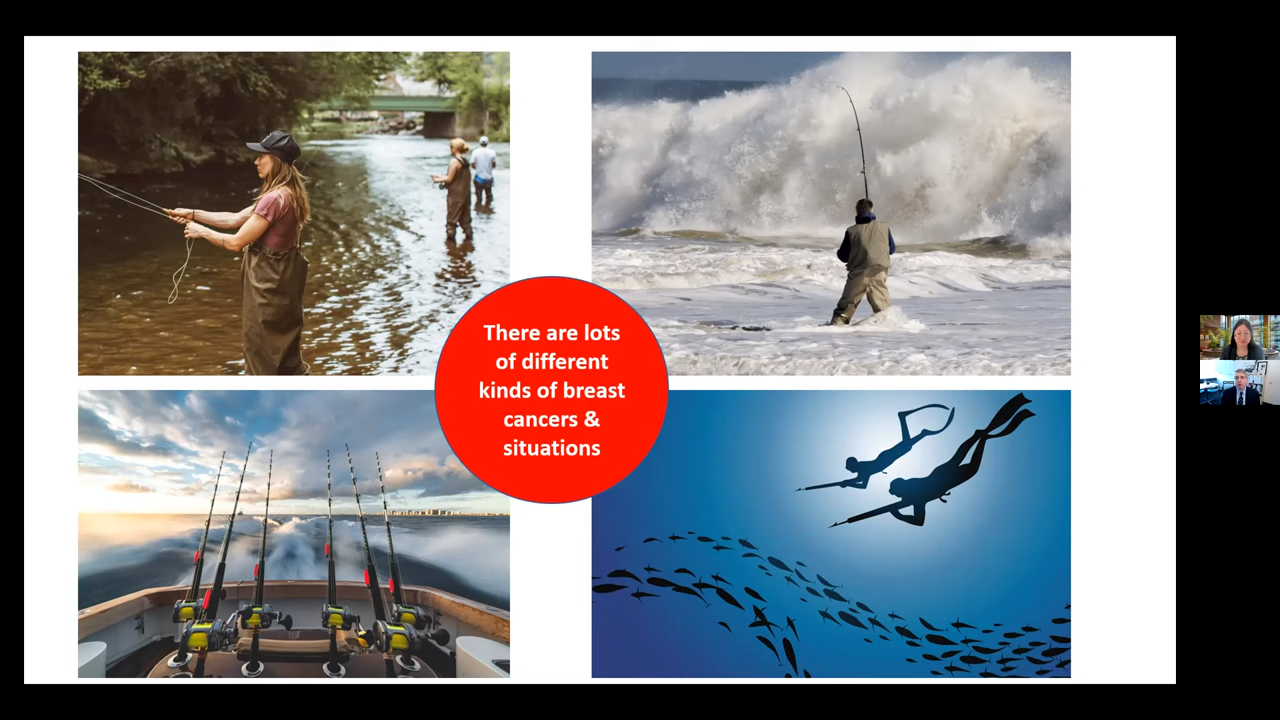 There are lots
of different
kinds of breast
cancers &
situations